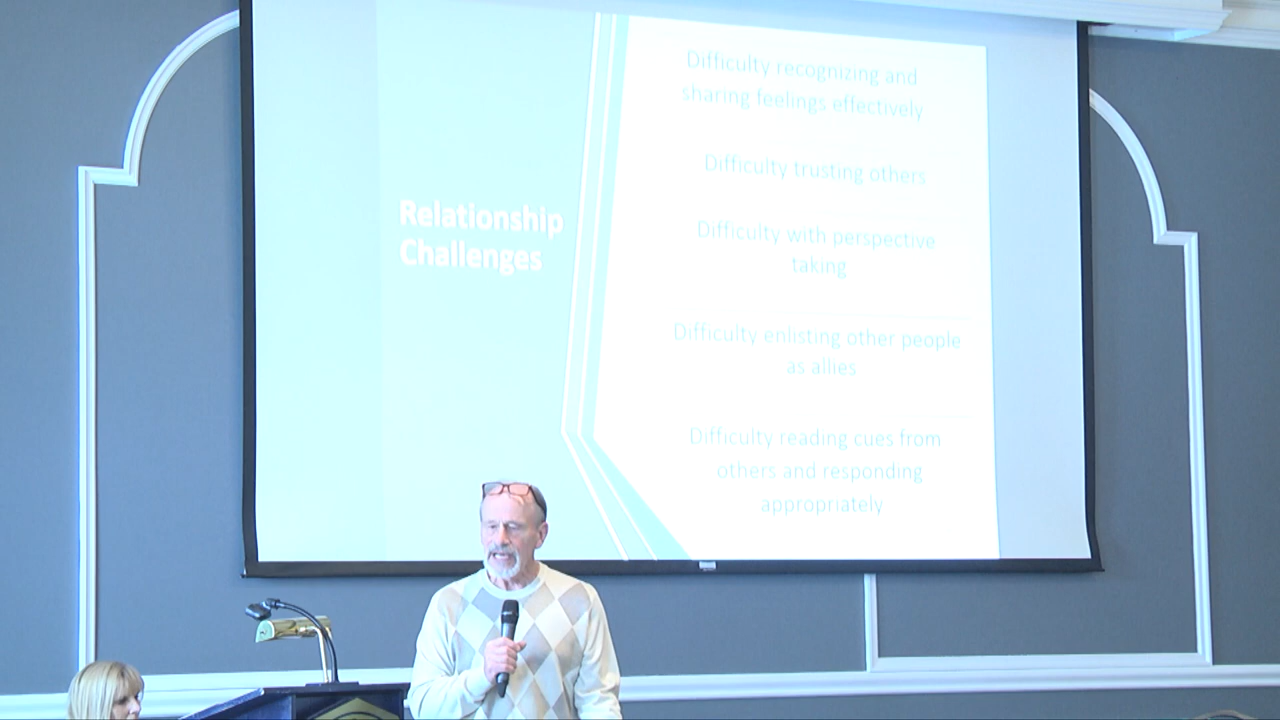 Relationship
Challenges
Difficulty recognizing and
sharing feelings effectively
Difficulty trusting others
Difficulty with perspective
taking
Difficulty enlisting other people
as allies
Difficulty reading cues from
others and responding
appropriately